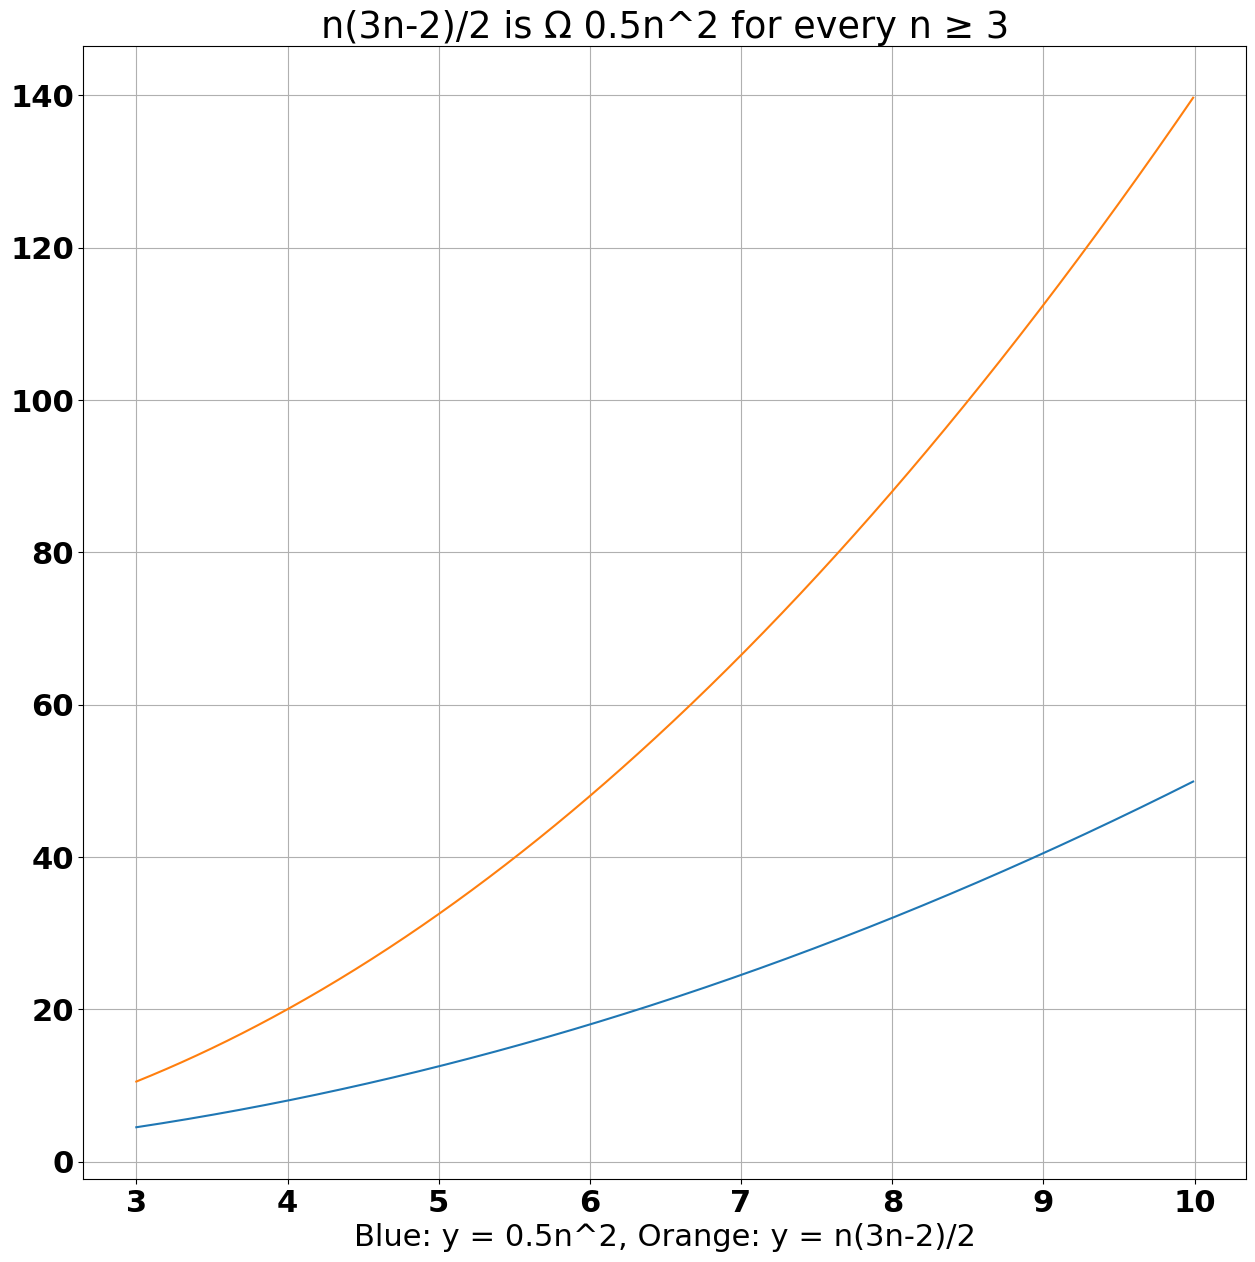 n(3n-2)/2 is Ω 0.5n^2 for every n ≥ 3
140
120
100
80
60
40
20
0
3 4 5 6 7 8 9 10
Blue: y = 0.5n^2, Orange: y = n(3n-2)/2